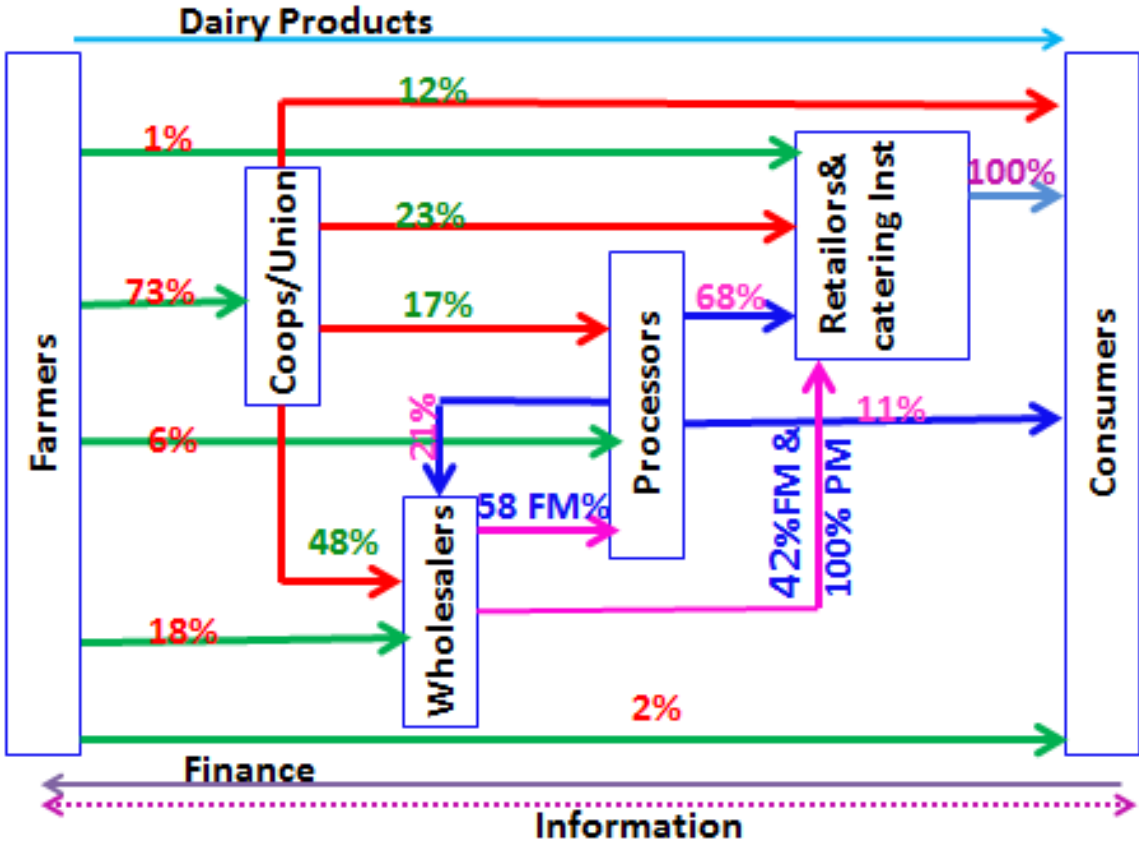 Dairy Products
12%
1%
100%
23%
73%
17%
68%
21%
11%
6%
58 FM%
48%
42%FM &
100% PM
18%
2%
Farmers
Coops/Union
Wholesalers
Processors
Retailors&
catering Inst
Consumers
Finance
Information